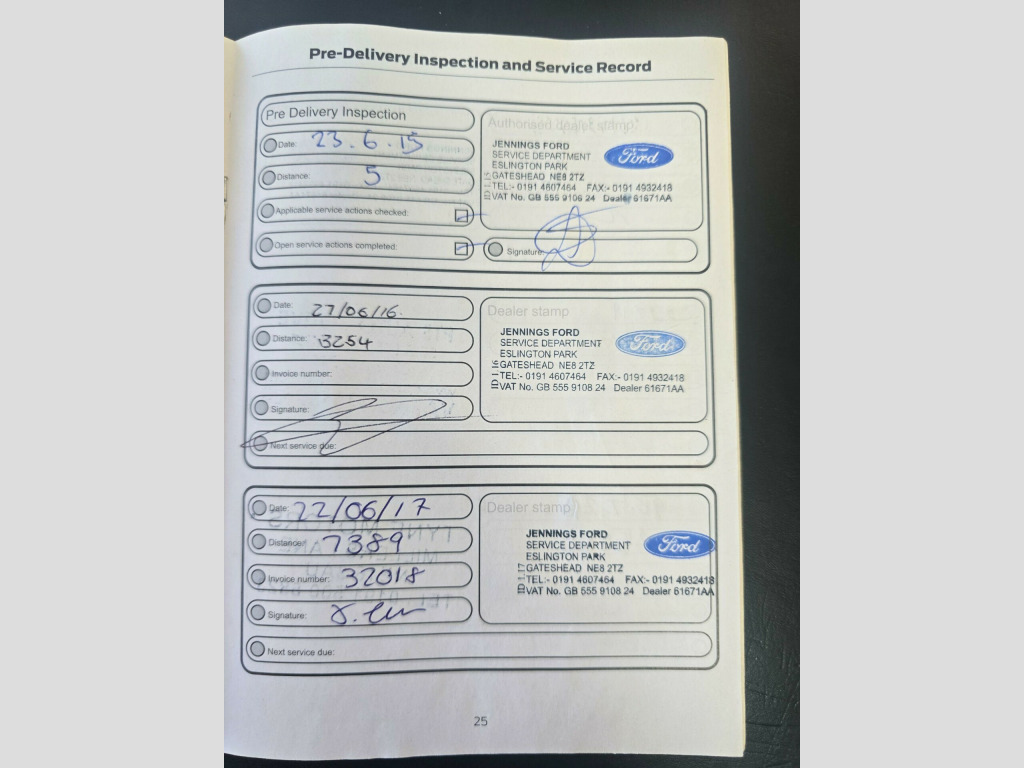 Pre-Delivery Inspection and Service Record
Pre Delivery Inspection
Date: 23.6.15
Distance: 5
Applicable service actions checked:
Open service actions completed:
Authorised dealer stamp:
JENNINGS FORD
SERVICE DEPARTMENT
ESLINGTON PARK
GATESHEAD NE8 2TZ
TEL:- 0191 4607464 FAX:- 0191 4932418
VAT No. GB 555 9106 24 Dealer 61671AA
Ford
Signature:
Date: 27/06/16
Distance: 3254
Invoice number:
Signature:
Next service due:
Dealer stamp
JENNINGS FORD
SERVICE DEPARTMENT
ESLINGTON PARK
GATESHEAD NE8 2TZ
TEL:- 0191 4607464 FAX:- 0191 4932418
VAT No. GB 555 9108 24 Dealer 61671AA
Ford
Date: 22/06/17
Distance: 7389
Invoice number: 32018
Signature:
Next service due:
Dealer stamp
JENNINGS FORD
SERVICE DEPARTMENT
ESLINGTON PARK
GATESHEAD NE8 2TZ
TEL:- 0191 4607464 FAX:- 0191 4932418
VAT No. GB 555 9108 24 Dealer 61671AA
Ford
25